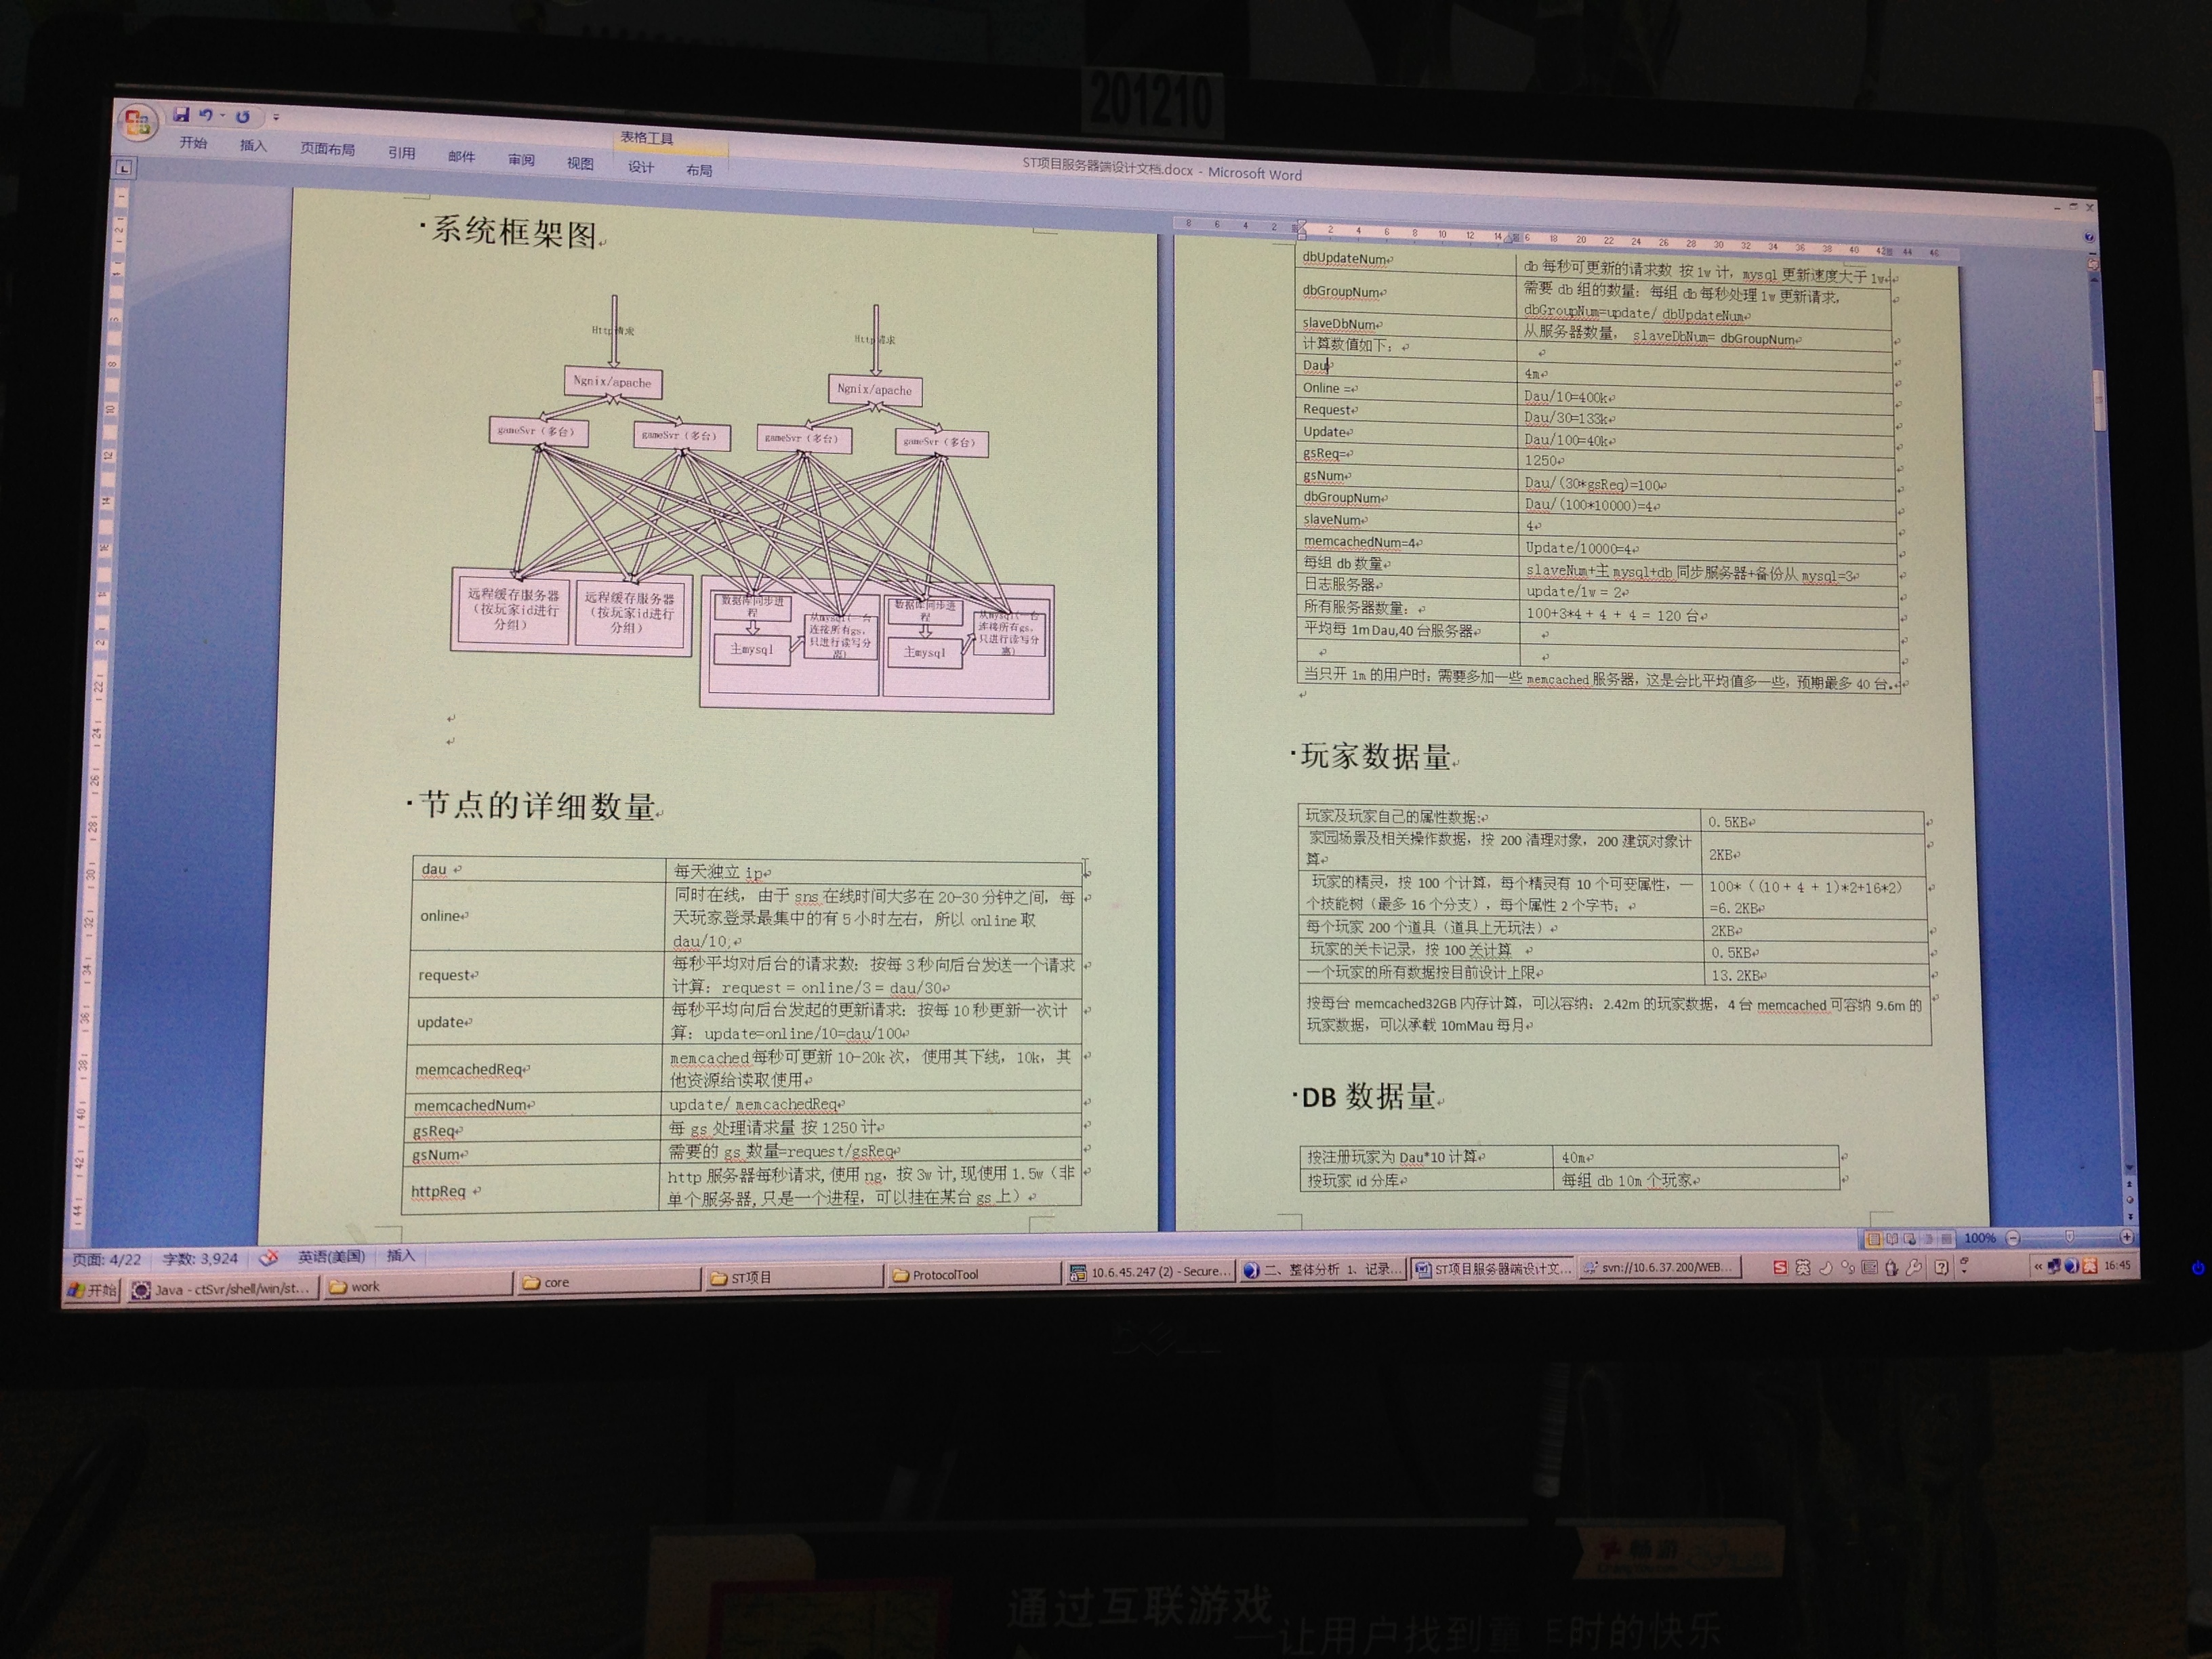 201210
表格工具
开始 插入 页面布局 引用 邮件 审阅 视图 设计 布局
ST项目服务器端设计文档.docx - Microsoft Word
·系统框架图
Http请求
Http请求
Ngnix/apache
Ngnix/apache
gameSvr（多台）
gameSvr（多台）
gameSvr（多台）
gameSvr（多台）
远程缓存服务器
（按玩家id进行
分组）
远程缓存服务器
（按玩家id进行
分组）
数据库同步进
程
主mysql
从mysql（一台
连接所有gs，
只进行读写分
离）
数据库同步进
程
主mysql
从mysql（一台
连接所有gs，
只进行读写分
离）
·节点的详细数量
dau 每天独立 ip
online 同时在线，由于 sns 在线时间大多在 20-30 分钟之间，每
天玩家登录最集中的有 5 小时左右，所以 online 取
dau/10;
request 每秒平均对后台的请求数：按每 3 秒向后台发送一个请求
计算；request = online/3 = dau/30
update 每秒平均向后台发起的更新请求：按每 10 秒更新一次计
算；update=online/10=dau/100
memcachedReq memcached 每秒可更新 10-20k 次，使用其下线，10k，其
他资源给读取使用
memcachedNum update/ memcachedReq
gsReq 每 gs 处理请求量 按 1250 计
gsNum 需要的 gs 数量=request/gsReq
httpReq http 服务器每秒请求, 使用 ng，按 3w 计, 现使用 1.5w（非
单个服务器, 只是一个进程，可以挂在某台 gs 上）
dbUpdateNum db 每秒可更新的请求数 按 1w 计，mysql 更新速度大于 1w
dbGroupNum 需要 db 组的数量：每组 db 每秒处理 1w 更新请求，
dbGroupNum=update/ dbUpdateNum
slaveDbNum 从服务器数量， slaveDbNum= dbGroupNum
计算数值如下：
Dau 4m
Online = Dau/10=400k
Request Dau/30=133k
Update Dau/100=40k
gsReq= 1250
gsNum Dau/(30*gsReq)=100
dbGroupNum Dau/(100*10000)=4
slaveNum 4
memcachedNum=4 Update/10000=4
每组 db 数量 slaveNum+主 mysql+db 同步服务器+备份从 mysql=3
日志服务器 update/1w = 2
所有服务器数量： 100+3*4 + 4 + 4 = 120 台
平均每 1m Dau,40 台服务器
当只开 1m 的用户时；需要多加一些 memcached 服务器，这是会比平均值多一些，预期最多 40 台.
·玩家数据量
玩家及玩家自己的属性数据: 0.5KB
家园场景及相关操作数据，按 200 清理对象，200 建筑对象计
算 2KB
玩家的精灵，按 100 个计算，每个精灵有 10 个可变属性，一
个技能树（最多 16 个分支），每个属性 2 个字节； 100*（(10 + 4 + 1)*2+16*2)
=6.2KB
每个玩家 200 个道具（道具上无玩法） 2KB
玩家的关卡记录，按 100 关计算 0.5KB
一个玩家的所有数据按目前设计上限 13.2KB
按每台 memcached32GB 内存计算，可以容纳：2.42m 的玩家数据，4 台 memcached 可容纳 9.6m 的
玩家数据，可以承载 10mMau 每月
·DB 数据量
按注册玩家为 Dau*10 计算 40m
按玩家 id 分库 每组 db 10m 个玩家
页面: 4/22 字数: 3,924 英语(美国) 插入 100%
开始 Java - ctSvr/shell/win/st... work core ST项目 ProtocolTool 10.6.45.247 (2) - Secure... 二、整体分析 1、记录... ST项目服务器端设计文... svn://10.6.37.200/WEB... 16:45
DELL
畅游
通过互联游戏
让用户找到童
时的快乐